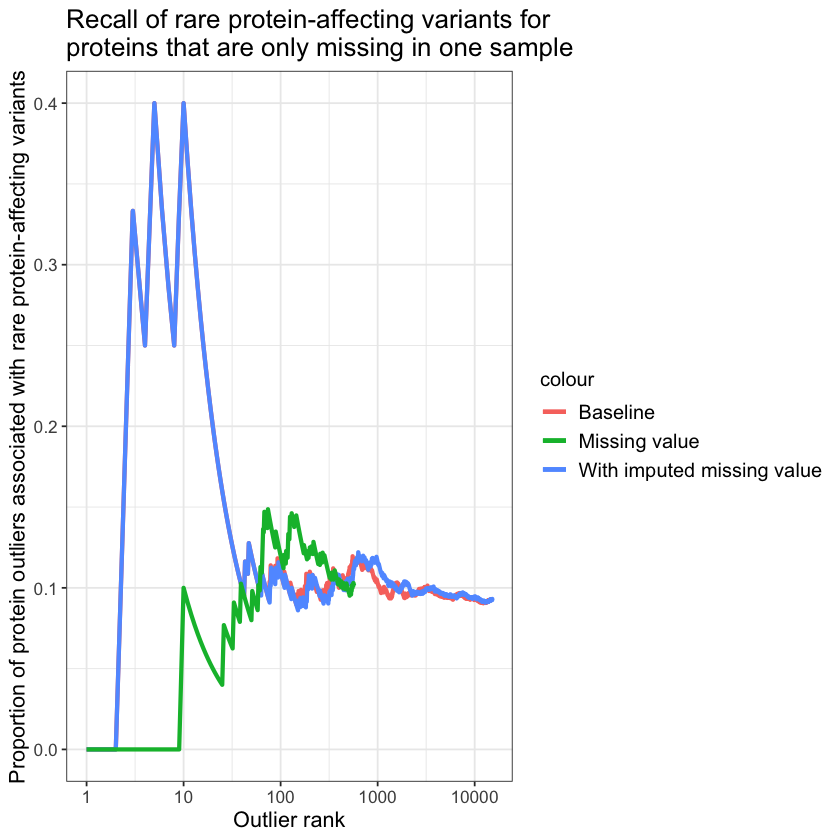 Recall of rare protein-affecting variants for
proteins that are only missing in one sample
Proportion of protein outliers associated with rare protein-affecting variants
0.4
0.3
0.2
0.1
0.0
1
10
100
1000
10000
Outlier rank
colour
Baseline
Missing value
With imputed missing value